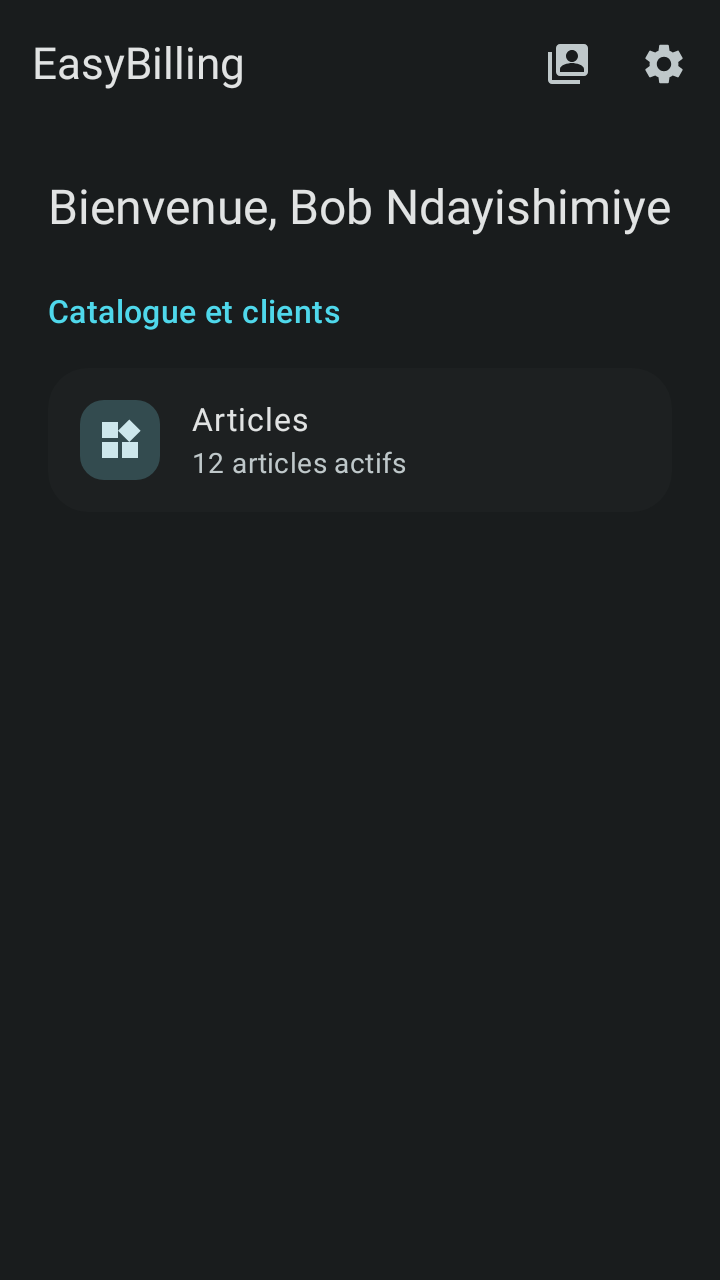 EasyBilling
Bienvenue, Bob Ndayishimiye
Catalogue et clients
Articles
12 articles actifs